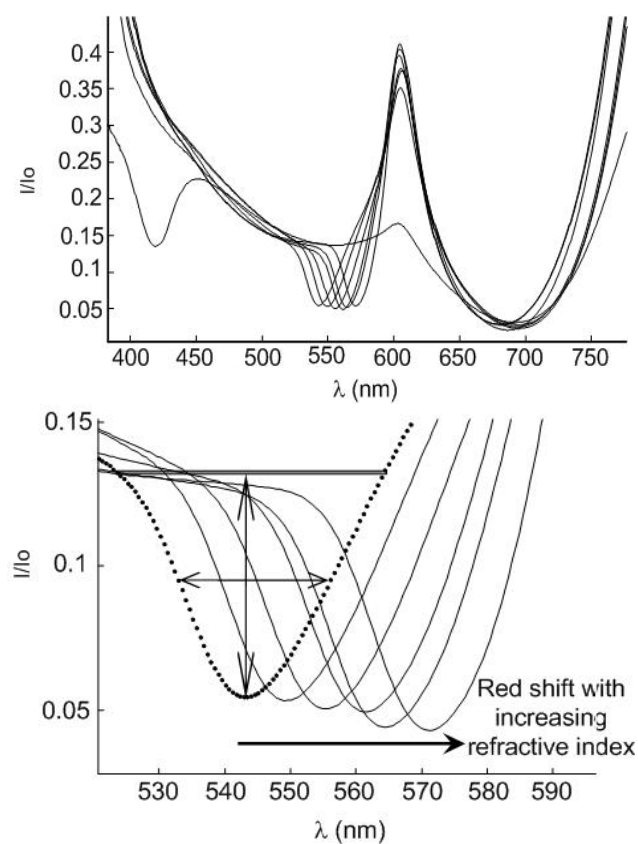 0.4
0.35
0.3
0.25
0.2
0.15
0.1
0.05
I/Io
400 450 500 550 600 650 700 750
λ (nm)
0.15
0.1
0.05
I/Io
Red shift with
increasing
refractive index
530 540 550 560 570 580 590
λ (nm)